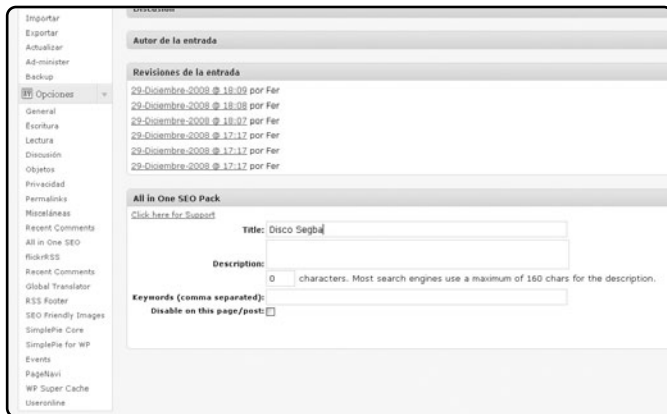 Importar
Exportar
Actualizar
Ad-minister
Backup
Opciones
General
Escritura
Lectura
Discusión
Objetos
Privacidad
Permalinks
Misceláneas
Recent Comments
All in One SEO
flickrRSS
Recent Comments
Global Translator
RSS Footer
SEO Friendly Images
SimplePie Core
SimplePie for WP
Events
PageNavi
WP Super Cache
Useronline
Discusión
Autor de la entrada
Revisiones de la entrada
29-Diciembre-2008 @ 18:09 por Fer
29-Diciembre-2008 @ 18:08 por Fer
29-Diciembre-2008 @ 18:07 por Fer
29-Diciembre-2008 @ 17:17 por Fer
29-Diciembre-2008 @ 17:17 por Fer
29-Diciembre-2008 @ 17:17 por Fer
All in One SEO Pack
Click here for Support
Title: Disco Segba
Description:
0 characters. Most search engines use a maximum of 160 chars for the description.
Keywords (comma separated):
Disable on this page/post: